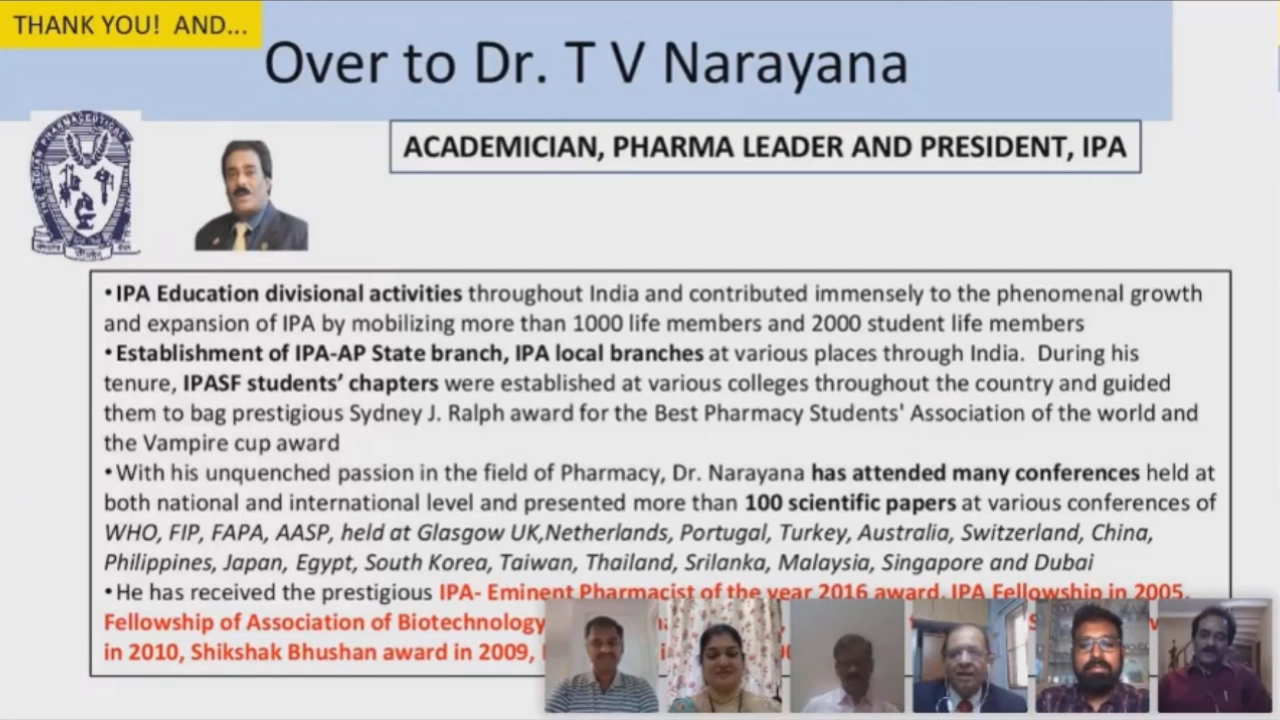 THANK YOU! AND...
Over to Dr. T V Narayana
ACADEMICIAN, PHARMA LEADER AND PRESIDENT, IPA
•IPA Education divisional activities throughout India and contributed immensely to the phenomenal growth
and expansion of IPA by mobilizing more than 1000 life members and 2000 student life members
•Establishment of IPA-AP State branch, IPA local branches at various places through India. During his
tenure, IPASF students’ chapters were established at various colleges throughout the country and guided
them to bag prestigious Sydney J. Ralph award for the Best Pharmacy Students' Association of the world and
the Vampire cup award
•With his unquenched passion in the field of Pharmacy, Dr. Narayana has attended many conferences held at
both national and international level and presented more than 100 scientific papers at various conferences of
WHO, FIP, FAPA, AASP, held at Glasgow UK,Netherlands, Portugal, Turkey, Australia, Switzerland, China,
Philippines, Japan, Egypt, South Korea, Taiwan, Thailand, Srilanka, Malaysia, Singapore and Dubai
•He has received the prestigious IPA- Eminent Pharmacist of the year 2016 award, IPA Fellowship in 2005,
Fellowship of Association of Biotechnology
in 2010, Shikshak Bhushan award in 2009,